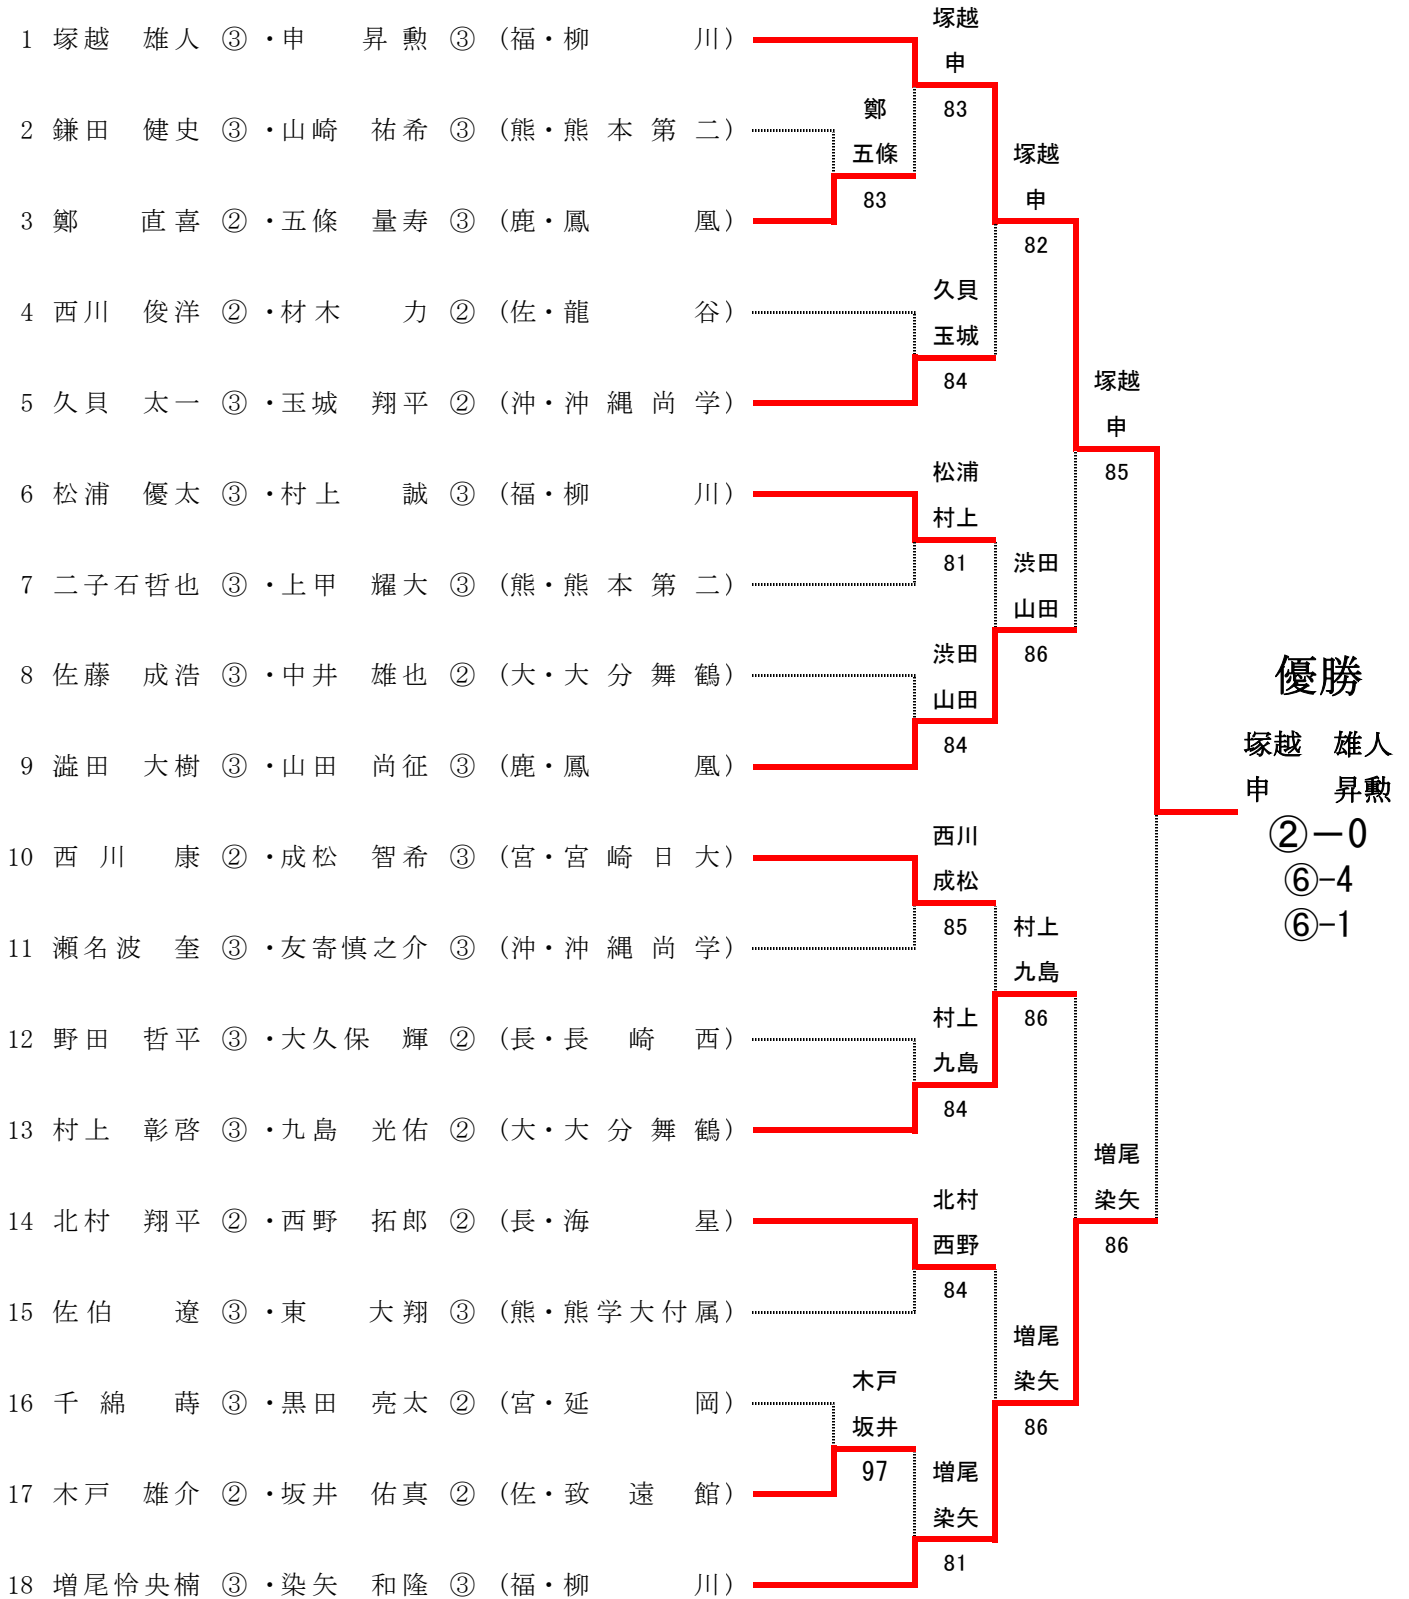 1 塚越 雄人 ③ ・申 昇勲 ③ (福・柳 川)
2 鎌田 健史 ③ ・山崎 祐希 ③ (熊・熊本第二)
3 鄭 直喜 ② ・五條 量寿 ③ (鹿・鳳 凰)
4 西川 俊洋 ② ・材木 力 ② (佐・龍 谷)
5 久貝 太一 ③ ・玉城 翔平 ② (沖・沖縄尚学)
6 松浦 優太 ③ ・村上 誠 ③ (福・柳 川)
7 二子石哲也 ③ ・上甲 耀大 ③ (熊・熊本第二)
8 佐藤 成浩 ③ ・中井 雄也 ② (大・大分舞鶴)
9 澁田 大樹 ③ ・山田 尚征 ③ (鹿・鳳 凰)
10 西川 康 ② ・成松 智希 ③ (宮・宮崎日大)
11 瀬名波 奎 ③ ・友寄慎之介 ③ (沖・沖縄尚学)
12 野田 哲平 ③ ・大久保 輝 ② (長・長崎西)
13 村上 彰啓 ③ ・九島 光佑 ② (大・大分舞鶴)
14 北村 翔平 ② ・西野 拓郎 ② (長・海 星)
15 佐伯 遼 ③ ・東 大翔 ③ (熊・熊学大付属)
16 千綿 蒔 ③ ・黒田 亮太 ② (宮・延 岡)
17 木戸 雄介 ② ・坂井 佑真 ② (佐・致遠館)
18 増尾怜央楠 ③ ・染矢 和隆 ③ (福・柳 川)
鄭
五條
83
木戸
坂井
97
塚越
申
83
久貝
玉城
84
松浦
村上
81
渋田
山田
84
西川
成松
85
村上
九島
84
北村
西野
84
増尾
染矢
81
塚越
申
82
渋田
山田
86
村上
九島
86
増尾
染矢
86
塚越
申
85
増尾
染矢
86
優勝
塚越 雄人
申 昇勲
②－0
⑥-4
⑥-1